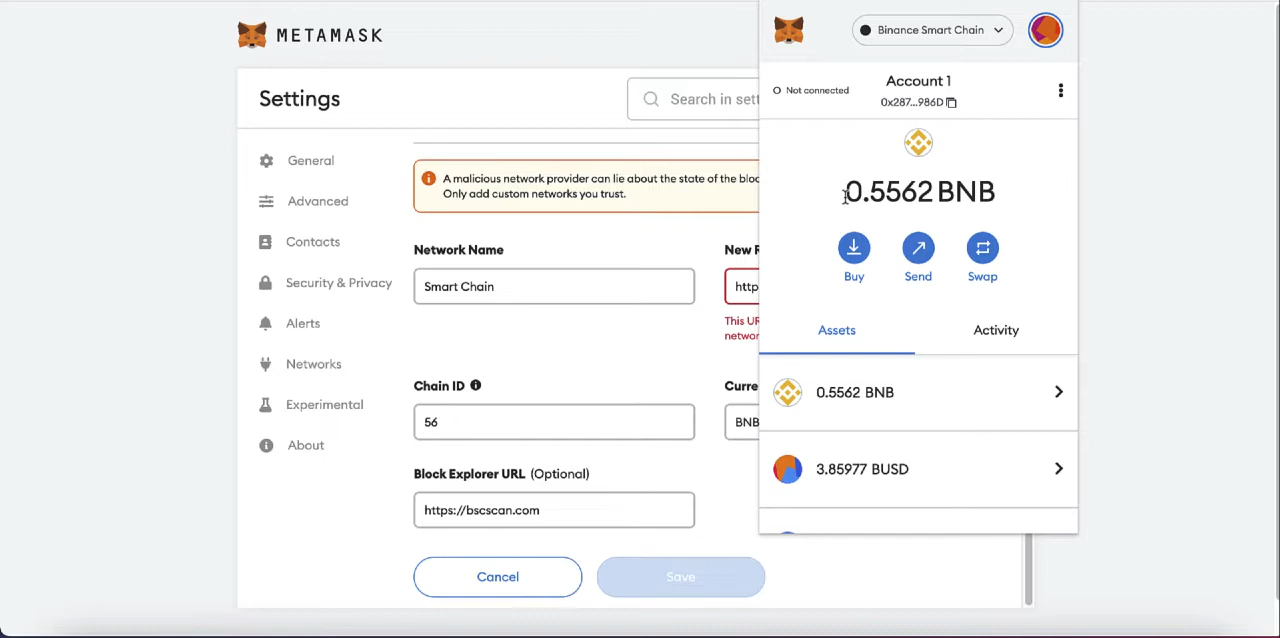 METAMASK
Settings
Search in sett
General
Advanced
Contacts
Security & Privacy
Alerts
Networks
Experimental
About
A malicious network provider can lie about the state of the bloc
Only add custom networks you trust.
Network Name
Smart Chain
New R
http
This UR
networ
Chain ID
56
Curre
BNB
Block Explorer URL (Optional)
https://bscscan.com
Cancel
Save
Binance Smart Chain
Not connected
Account 1
0x287...986D
0.5562 BNB
Buy
Send
Swap
Assets
Activity
0.5562 BNB
3.85977 BUSD